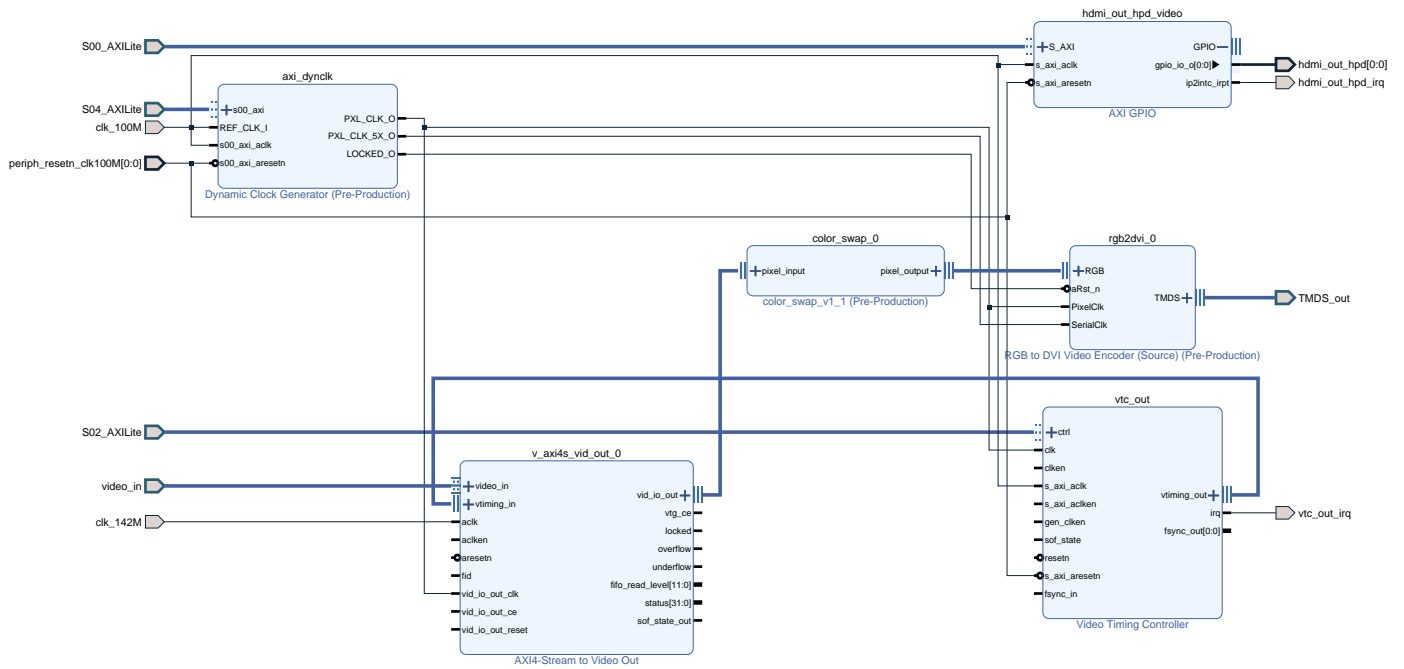 hdmi_out_hpd_video
S00_AXILite
S_AXI
GPIO
s_axi_aclk
gpio_io_o[0:0]
hdmi_out_hpd[0:0]
s_axi_aresetn
ip2intc_irpt
hdmi_out_hpd_irq
AXI GPIO
axi_dynclk
S04_AXILite
s00_axi
clk_100M
REF_CLK_I
PXL_CLK_O
s00_axi_aclk
PXL_CLK_5X_O
periph_resetn_clk100M[0:0]
s00_axi_aresetn
LOCKED_O
Dynamic Clock Generator (Pre-Production)
color_swap_0
pixel_input
pixel_output
color_swap_v1_1 (Pre-Production)
rgb2dvi_0
RGB
aRst_n
TMDS
TMDS_out
PixelClk
SerialClk
RGB to DVI Video Encoder (Source) (Pre-Production)
vtc_out
S02_AXILite
ctrl
clk
clken
s_axi_aclk
vtiming_out
s_axi_aclken
irq
vtc_out_irq
gen_clken
fsync_out[0:0]
sof_state
resetn
s_axi_aresetn
fsync_in
Video Timing Controller
v_axi4s_vid_out_0
video_in
video_in
vid_io_out
vtiming_in
vtg_ce
clk_142M
aclk
locked
aclken
overflow
aresetn
underflow
fid
fifo_read_level[11:0]
vid_io_out_clk
status[31:0]
vid_io_out_ce
sof_state_out
vid_io_out_reset
AXI4-Stream to Video Out